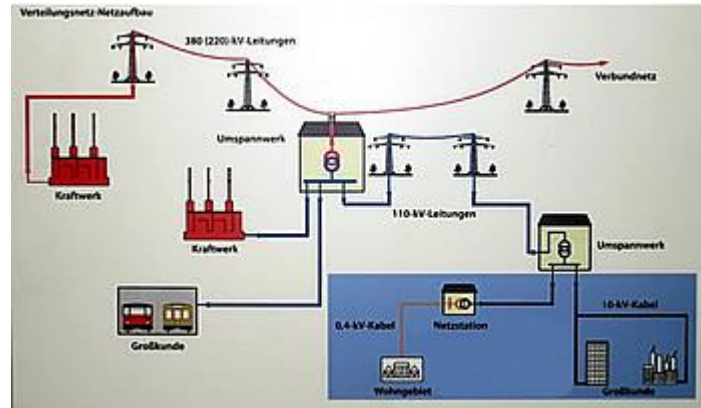 Verteilungsnetz-Netzaufbau
380 (220)-kV-Leitungen
Verbundnetz
Umspannwerk
Kraftwerk
110-kV-Leitungen
Kraftwerk
Umspannwerk
10-kV-Kabel
0,4-kV-Kabel
Netzstation
Großkunde
Wohngebiet
Großkunde